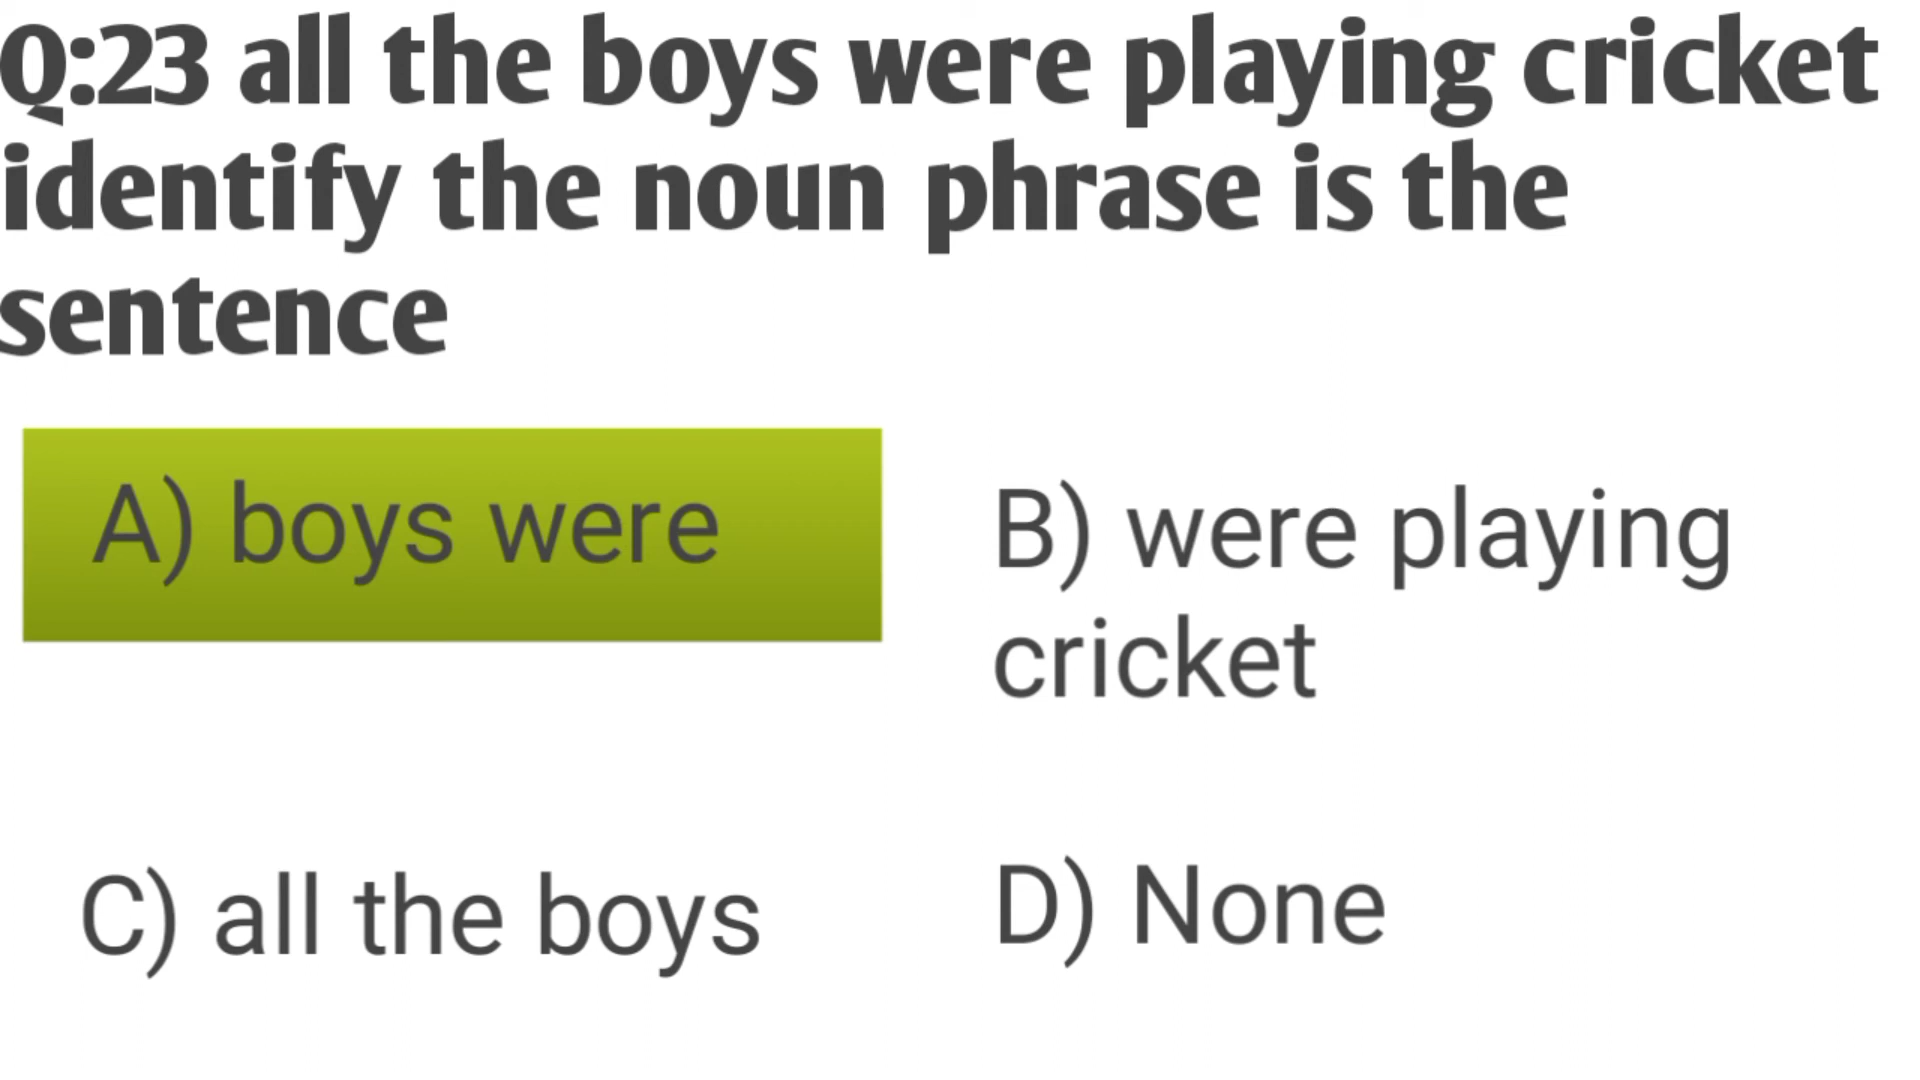 Q:23 all the boys were playing cricket
identify the noun phrase is the
sentence
A) boys were
B) were playing
cricket
C) all the boys
D) None